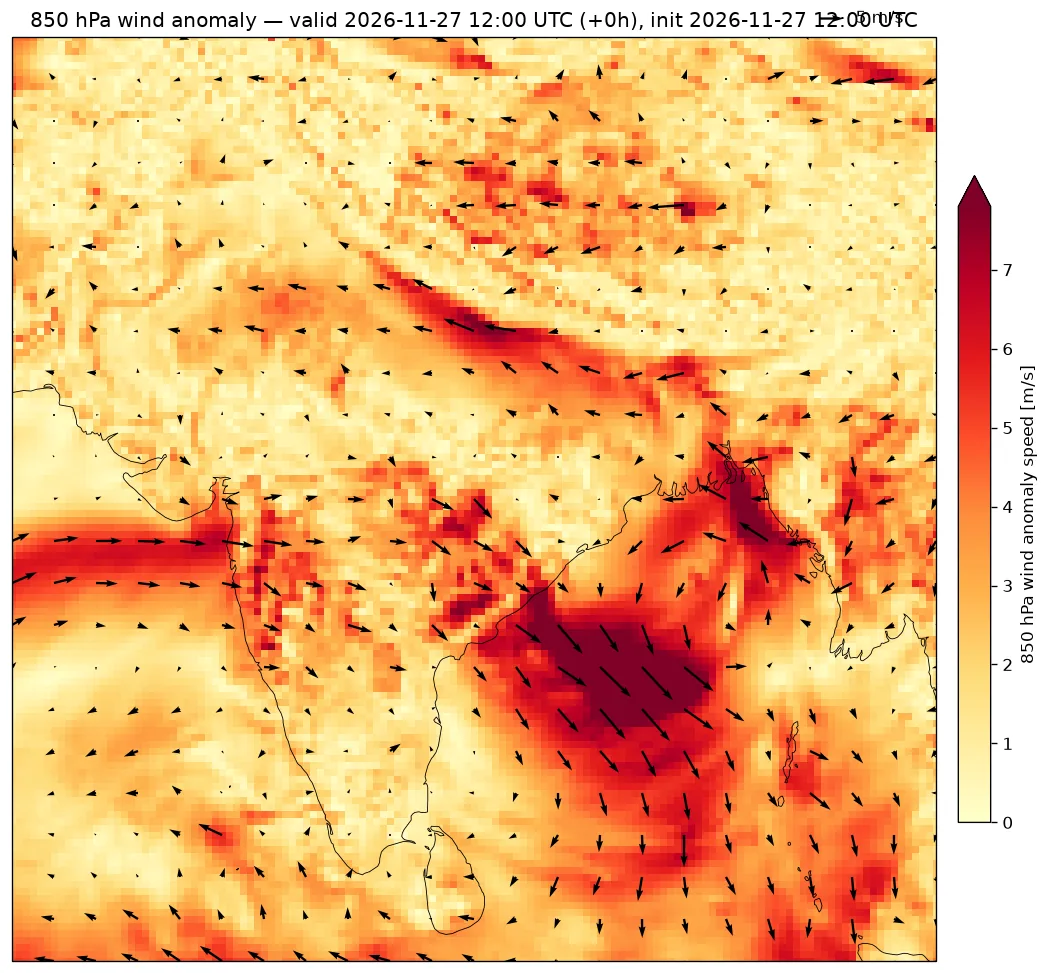 850 hPa wind anomaly — valid 2026-11-27 12:00 UTC (+0h), init 2026-11-27 12:00 UTC
5 m/s
7
6
5
4
3
2
1
0
850 hPa wind anomaly speed [m/s]